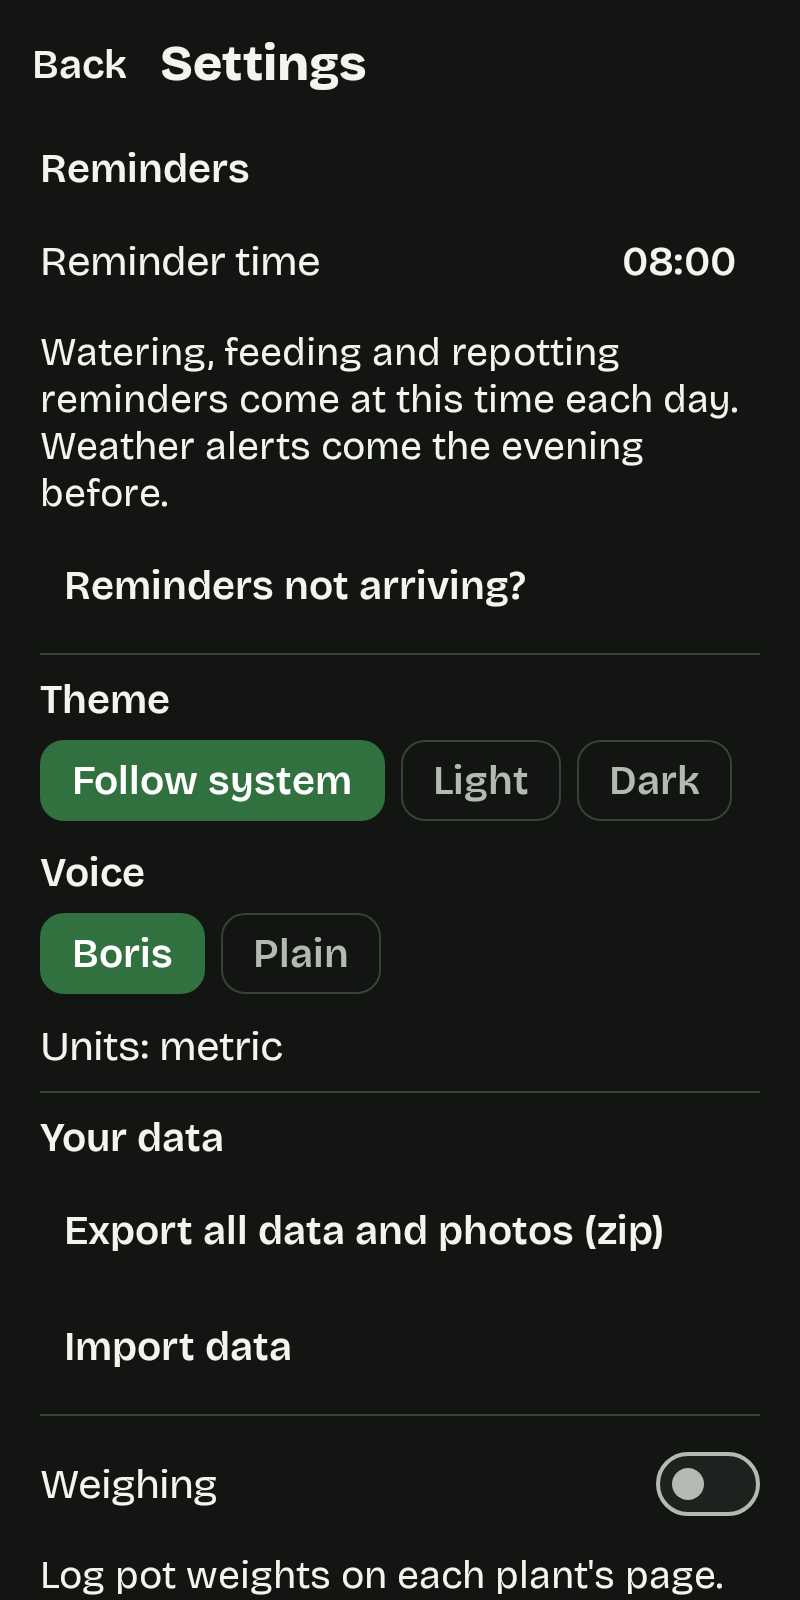 Back Settings
Reminders
Reminder time 08:00
Watering, feeding and repotting
reminders come at this time each day.
Weather alerts come the evening
before.
Reminders not arriving?
Theme
Follow system Light Dark
Voice
Boris Plain
Units: metric
Your data
Export all data and photos (zip)
Import data
Weighing
Log pot weights on each plant's page.